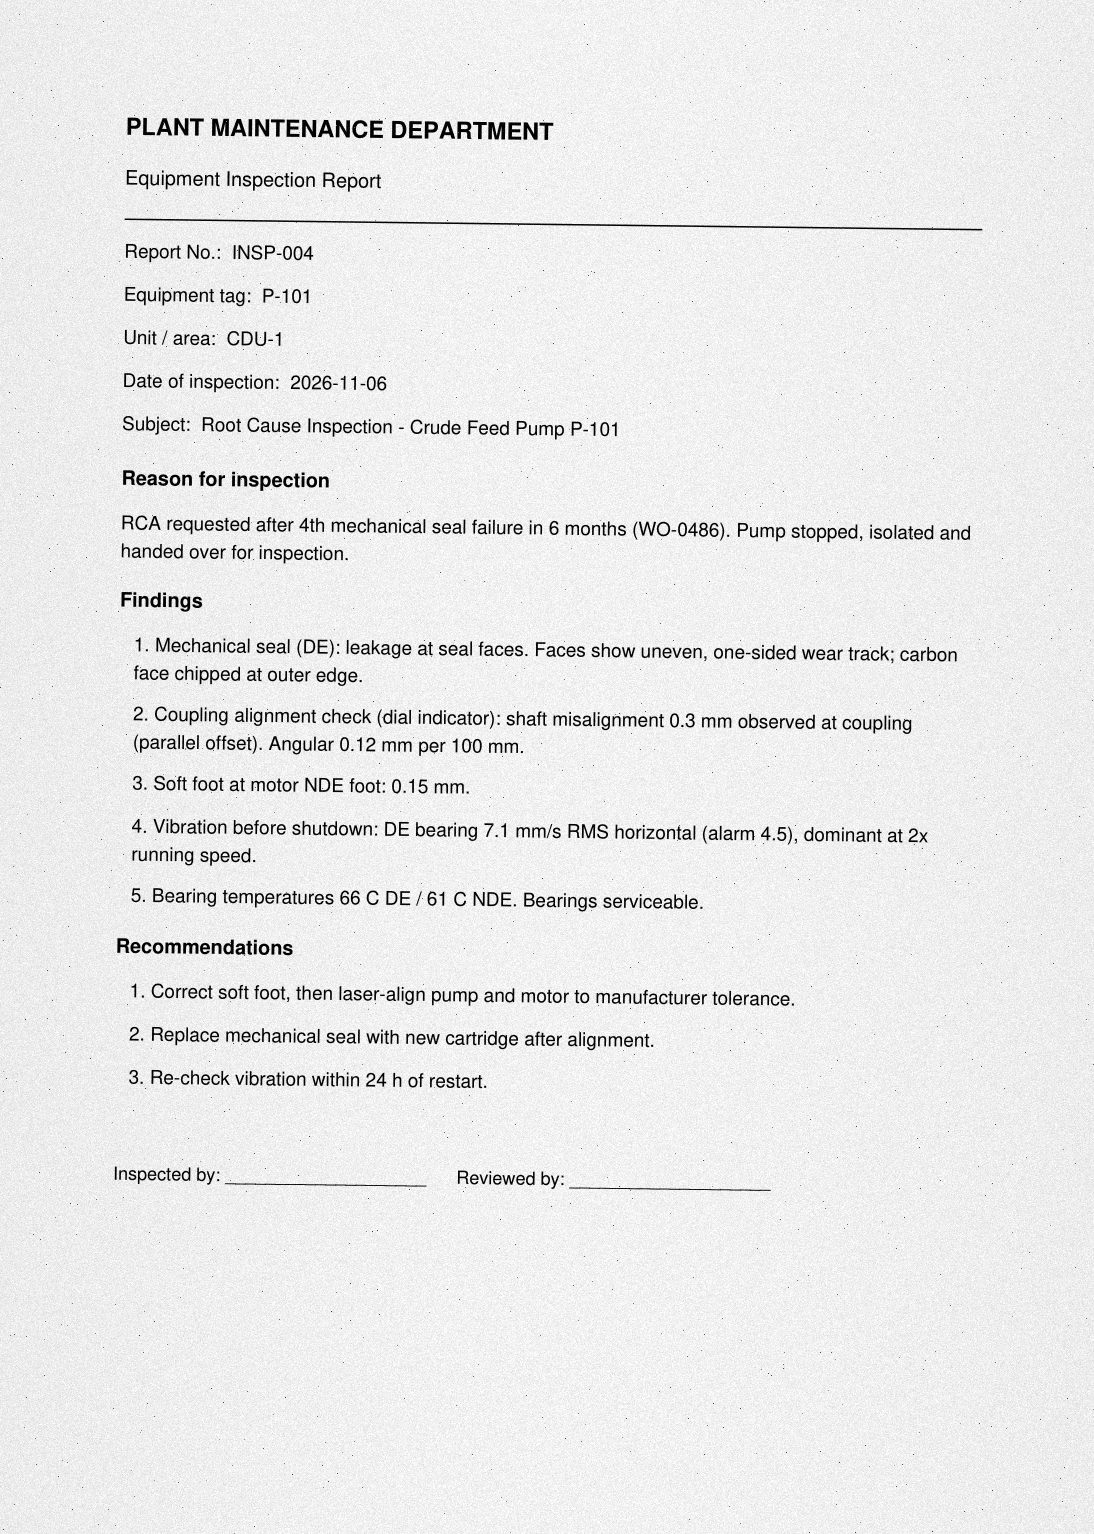 PLANT MAINTENANCE DEPARTMENT
Equipment Inspection Report
Report No.: INSP-004
Equipment tag: P-101
Unit / area: CDU-1
Date of inspection: 2026-11-06
Subject: Root Cause Inspection - Crude Feed Pump P-101
Reason for inspection
RCA requested after 4th mechanical seal failure in 6 months (WO-0486). Pump stopped, isolated and
handed over for inspection.
Findings
1. Mechanical seal (DE): leakage at seal faces. Faces show uneven, one-sided wear track; carbon
face chipped at outer edge.
2. Coupling alignment check (dial indicator): shaft misalignment 0.3 mm observed at coupling
(parallel offset). Angular 0.12 mm per 100 mm.
3. Soft foot at motor NDE foot: 0.15 mm.
4. Vibration before shutdown: DE bearing 7.1 mm/s RMS horizontal (alarm 4.5), dominant at 2x
running speed.
5. Bearing temperatures 66 C DE / 61 C NDE. Bearings serviceable.
Recommendations
1. Correct soft foot, then laser-align pump and motor to manufacturer tolerance.
2. Replace mechanical seal with new cartridge after alignment.
3. Re-check vibration within 24 h of restart.
Inspected by: ____________________ Reviewed by: ____________________